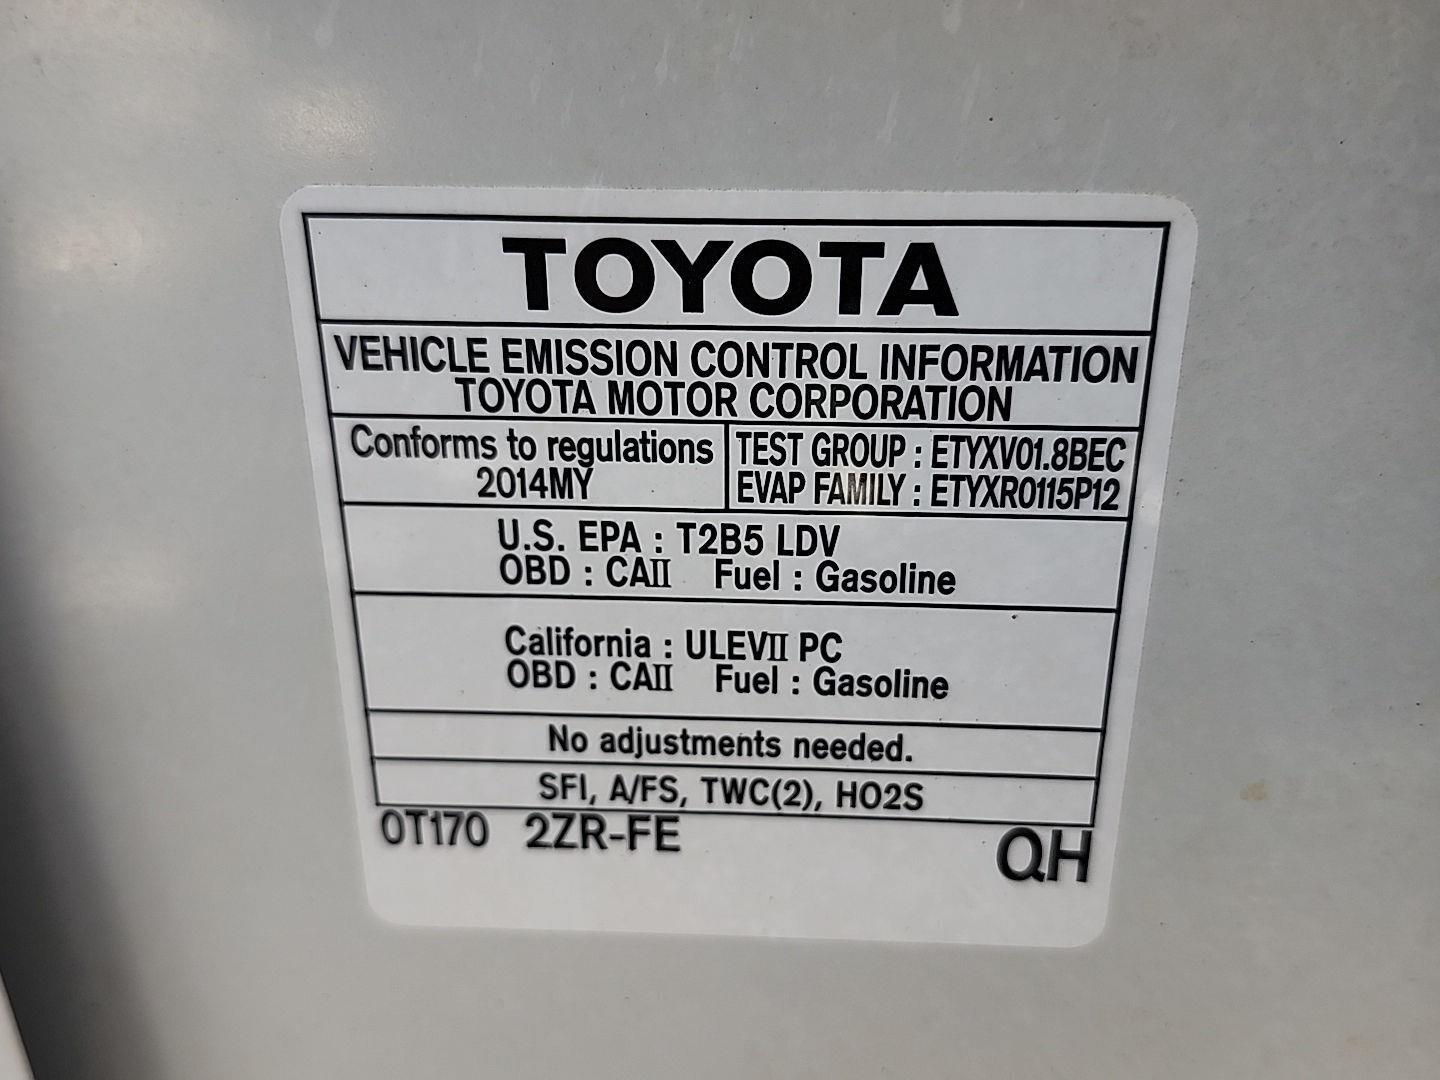 TOYOTA
VEHICLE EMISSION CONTROL INFORMATION
TOYOTA MOTOR CORPORATION
Conforms to regulations
2014MY
TEST GROUP : ETYXV01.8BEC
EVAP FAMILY : ETYXR0115P12
U.S. EPA : T2B5 LDV
OBD : CAII Fuel : Gasoline
California : ULEVII PC
OBD : CAII Fuel : Gasoline
No adjustments needed.
SFI, A/FS, TWC(2), HO2S
0T170 2ZR-FE QH